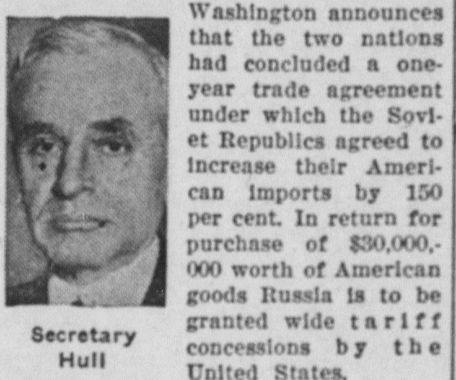 Washington announces
that the two nations
had concluded a one-
year trade agreement
under which the Sovi-
et Republics agreed to
increase their Ameri-
can imports by 150
per cent. In return for
purchase of $30,000,-
000 worth of American
goods Russia is to be
granted wide tariff
concessions by the
United States.
Secretary
Hull